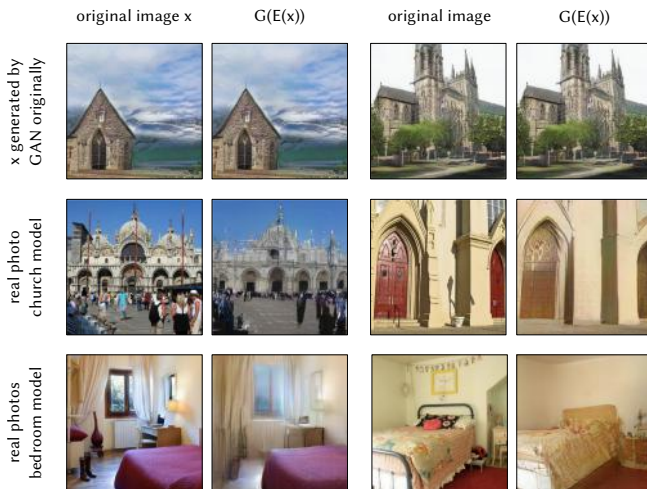 original image x
G(E(x))
original image
G(E(x))
x generated by
GAN originally
real photo
church model
real photos
bedroom model